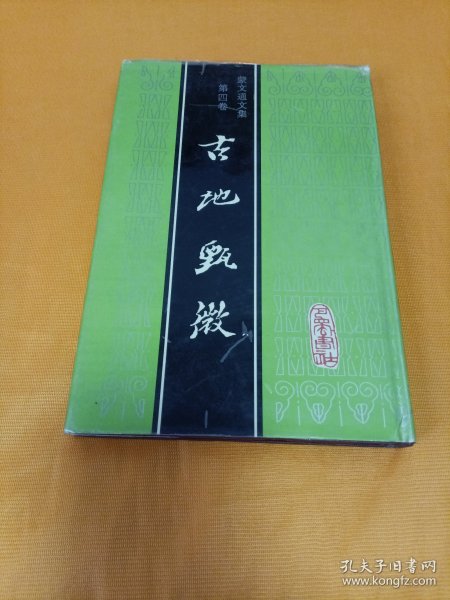 蒙文通文集
第四卷
古地甄微
巴蜀書社
孔夫子旧书网
www.kongfz.com